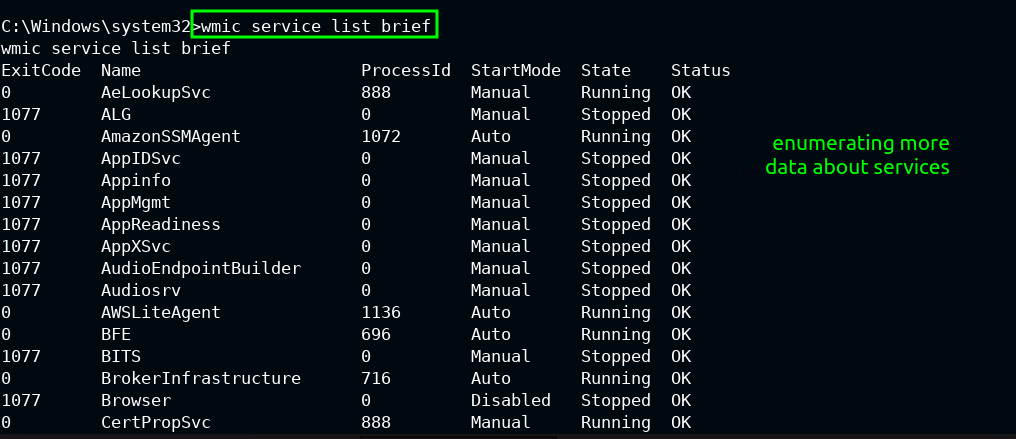 C:\Windows\system32>wmic service list brief
wmic service list brief
ExitCode  Name                      ProcessId  StartMode  State    Status
0         AeLookupSvc               888        Manual     Running  OK
1077      ALG                       0          Manual     Stopped  OK
0         AmazonSSMAgent            1072       Auto       Running  OK
1077      AppIDSvc                  0          Manual     Stopped  OK
1077      Appinfo                   0          Manual     Stopped  OK
1077      AppMgmt                   0          Manual     Stopped  OK
1077      AppReadiness              0          Manual     Stopped  OK
1077      AppXSvc                   0          Manual     Stopped  OK
1077      AudioEndpointBuilder      0          Manual     Stopped  OK
1077      Audiosrv                  0          Manual     Stopped  OK
0         AWSLiteAgent              1136       Auto       Running  OK
0         BFE                       696        Auto       Running  OK
1077      BITS                      0          Manual     Stopped  OK
0         BrokerInfrastructure      716        Auto       Running  OK
1077      Browser                   0          Disabled   Stopped  OK
0         CertPropSvc               888        Manual     Running  OK
enumerating more
data about services